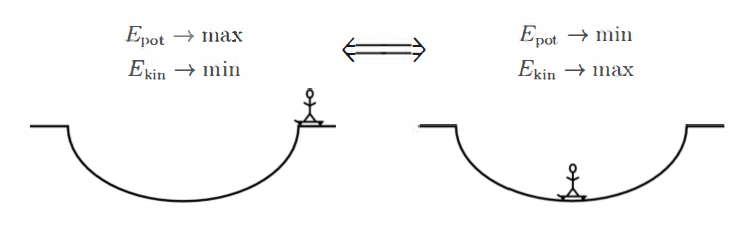 E_pot → max
E_kin → min
⟺
E_pot → min
E_kin → max